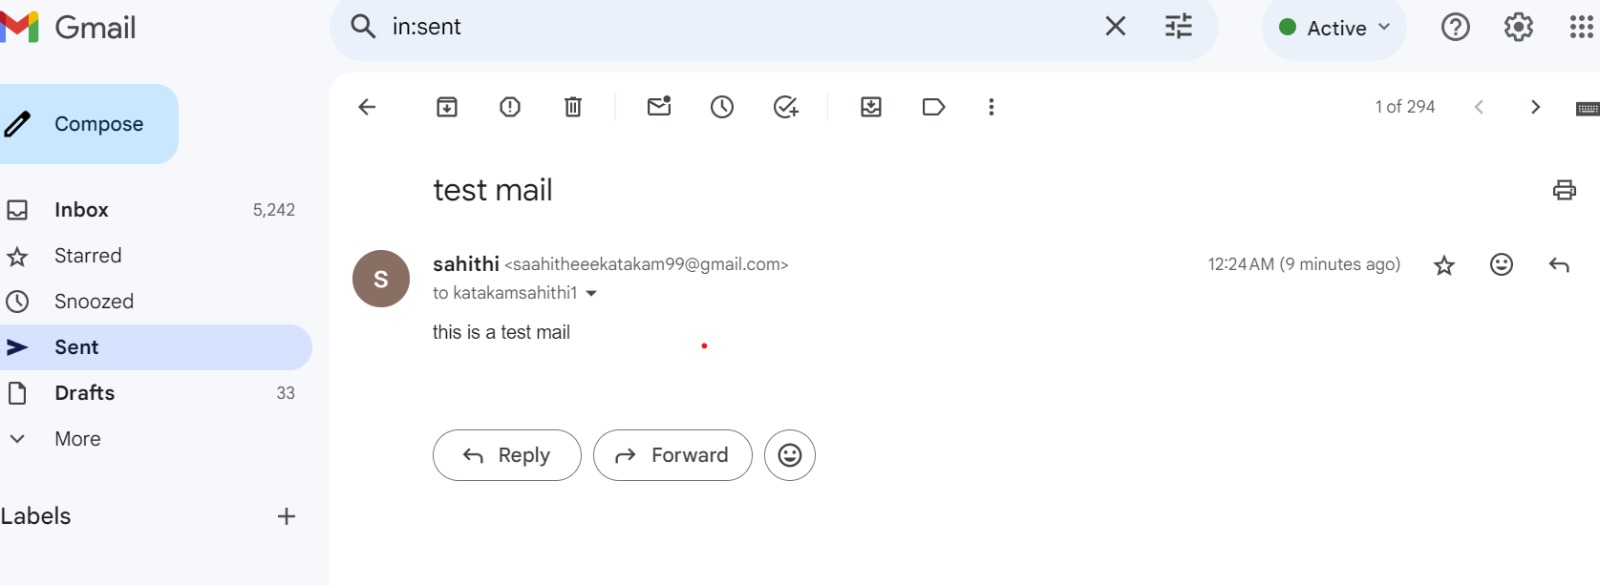 Gmail
in:sent
Active
Compose
1 of 294
Inbox 5,242
Starred
Snoozed
Sent
Drafts 33
More
Labels
test mail
sahithi <saahitheeekatakam99@gmail.com>
12:24 AM (9 minutes ago)
to katakamsahithi1
this is a test mail
Reply
Forward